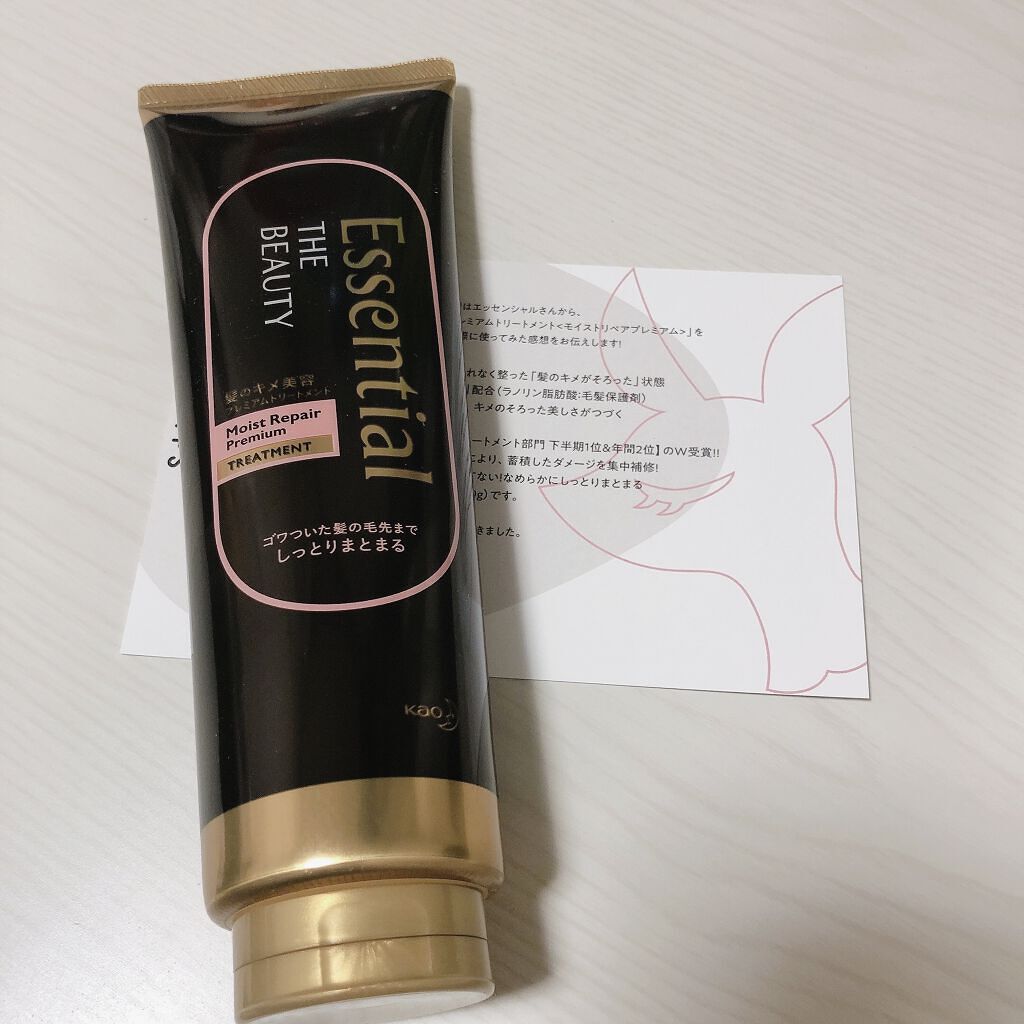 Essential
THE
BEAUTY
髪のキメ美容
プレミアムトリートメント
Moist Repair
Premium
TREATMENT
ゴワついた髪の毛先まで
しっとりまとまる
Kao
はエッセンシャルさんから、
ミアムトリートメント<モイストリペアプレミアム>」を
に使ってみた感想をお伝えします!
れなく整った「髪のキメがそろった」状態
配合(ラノリン脂肪酸:毛髪保護剤)
キメのそろった美しさがつづく
ートメント部門 下半期1位&年間2位】のW受賞!!
により、蓄積したダメージを集中補修!
ない!なめらかにしっとりまとまる
g)です。
きました。